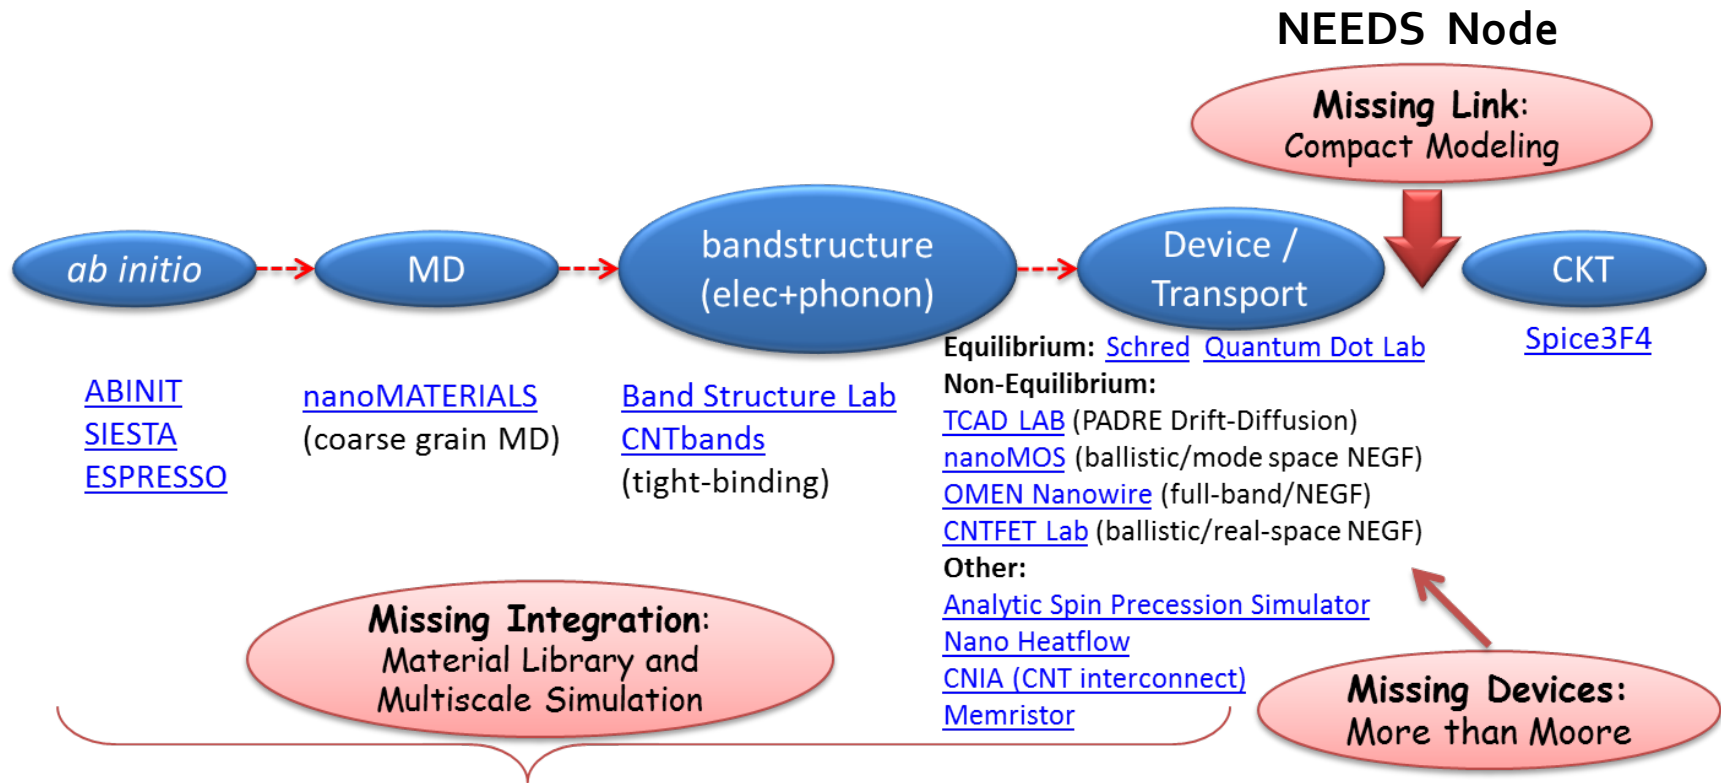 NEEDS Node
Missing Link:
Compact Modeling
ab initio
MD
bandstructure
(elec+phonon)
Device /
Transport
CKT
ABINIT
SIESTA
ESPRESSO
nanoMATERIALS
(coarse grain MD)
Band Structure Lab
CNTbands
(tight-binding)
Equilibrium: Schred Quantum Dot Lab
Non-Equilibrium:
TCAD LAB (PADRE Drift-Diffusion)
nanoMOS (ballistic/mode space NEGF)
OMEN Nanowire (full-band/NEGF)
CNTFET Lab (ballistic/real-space NEGF)
Other:
Analytic Spin Precession Simulator
Nano Heatflow
CNIA (CNT interconnect)
Memristor
Spice3F4
Missing Integration:
Material Library and
Multiscale Simulation
Missing Devices:
More than Moore